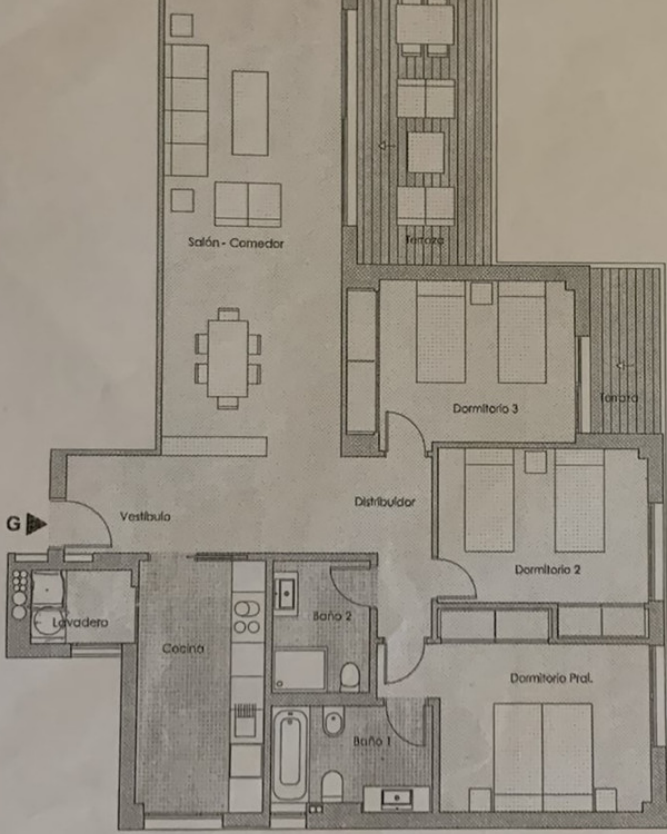 Terraza
Salón - Comedor
Terraza
Dormitorio 3
Distribuidor
Vestíbulo
G
Dormitorio 2
Baño 2
Lavadero
Cocina
Dormitorio Pral.
Baño 1